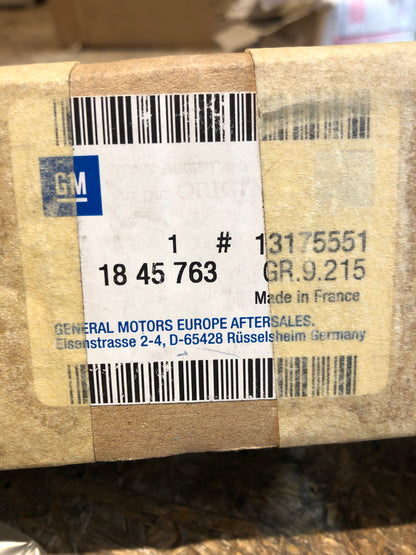 GM
1 # 13175551
18 45 763 GR.9.215
Made in France
GENERAL MOTORS EUROPE AFTERSALES.
Eisenstrasse 2-4, D-65428 Rüsselsheim Germany